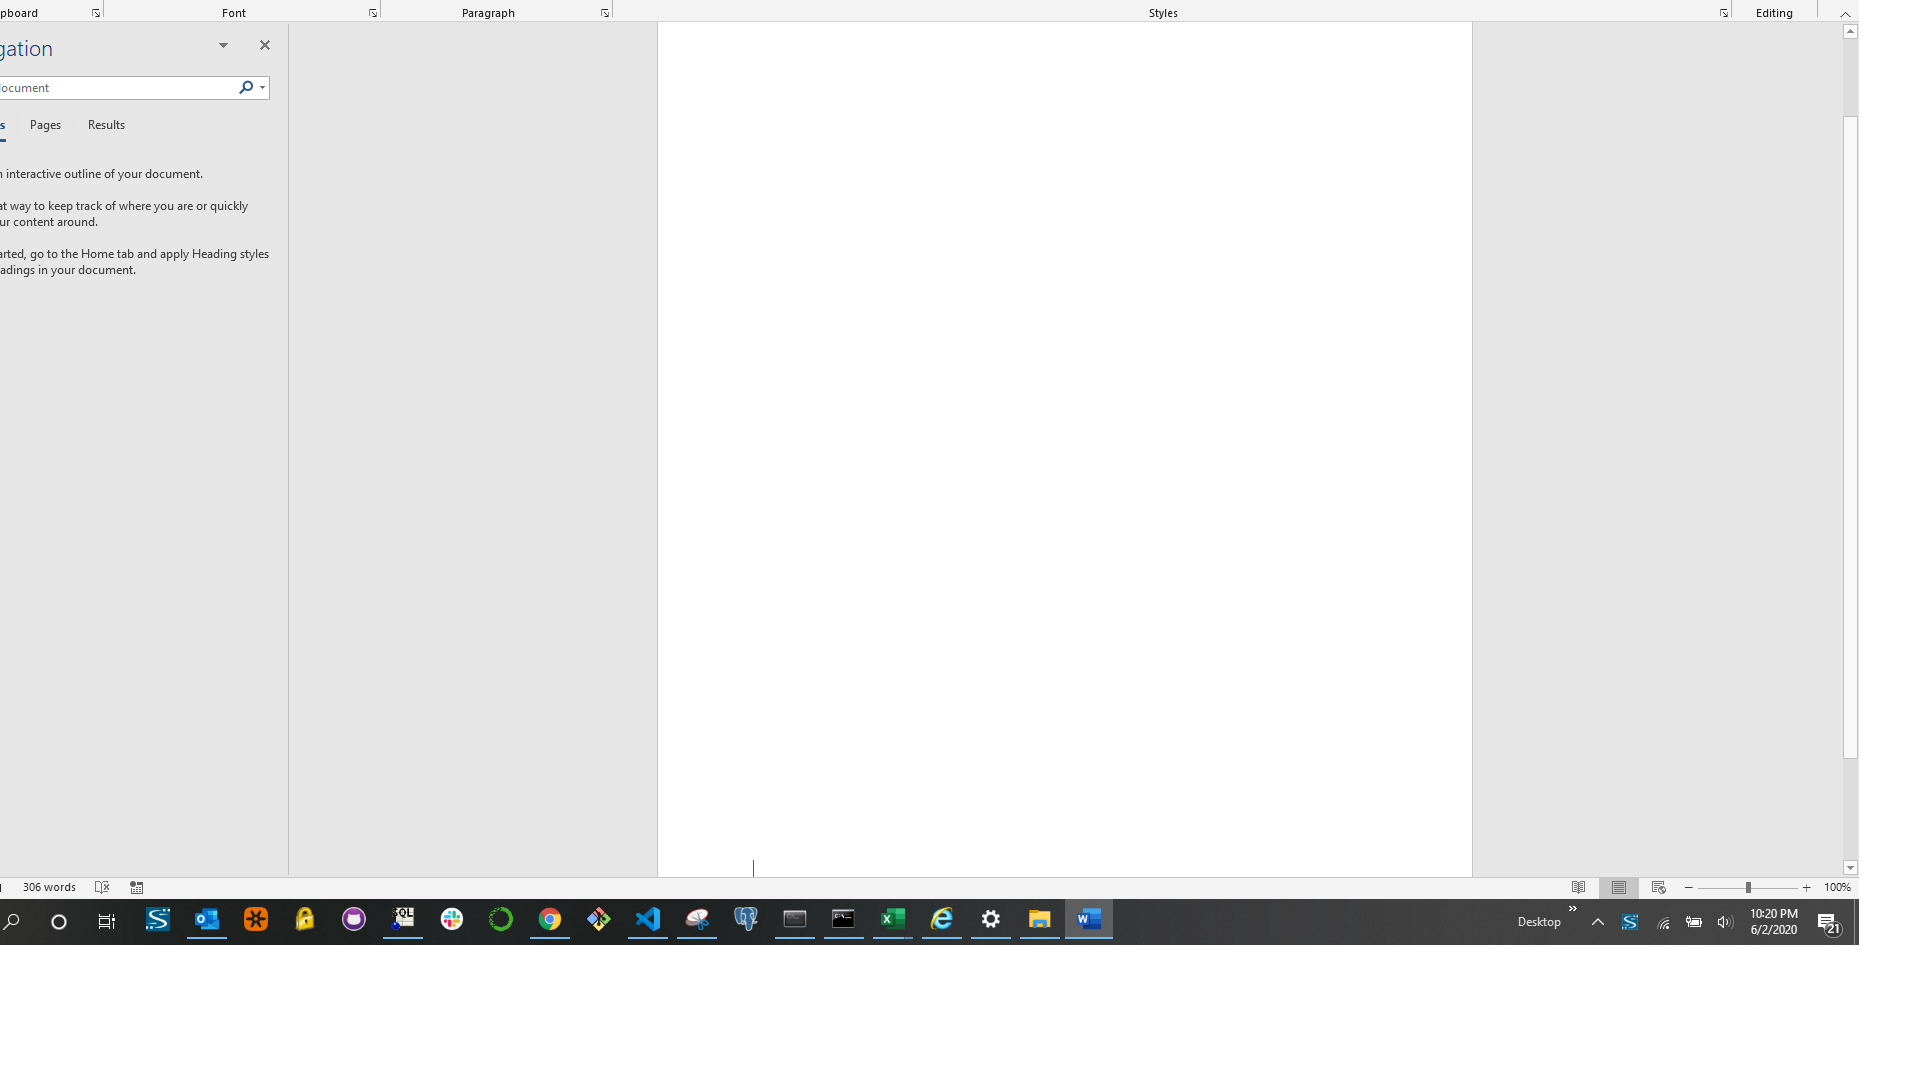 pboard
Font
Paragraph
Styles
Editing
gation
document
s
Pages
Results
n interactive outline of your document.
at way to keep track of where you are or quickly
ur content around.
arted, go to the Home tab and apply Heading styles
adings in your document.
306 words
100%
SQL
Desktop
10:20 PM
6/2/2020
21